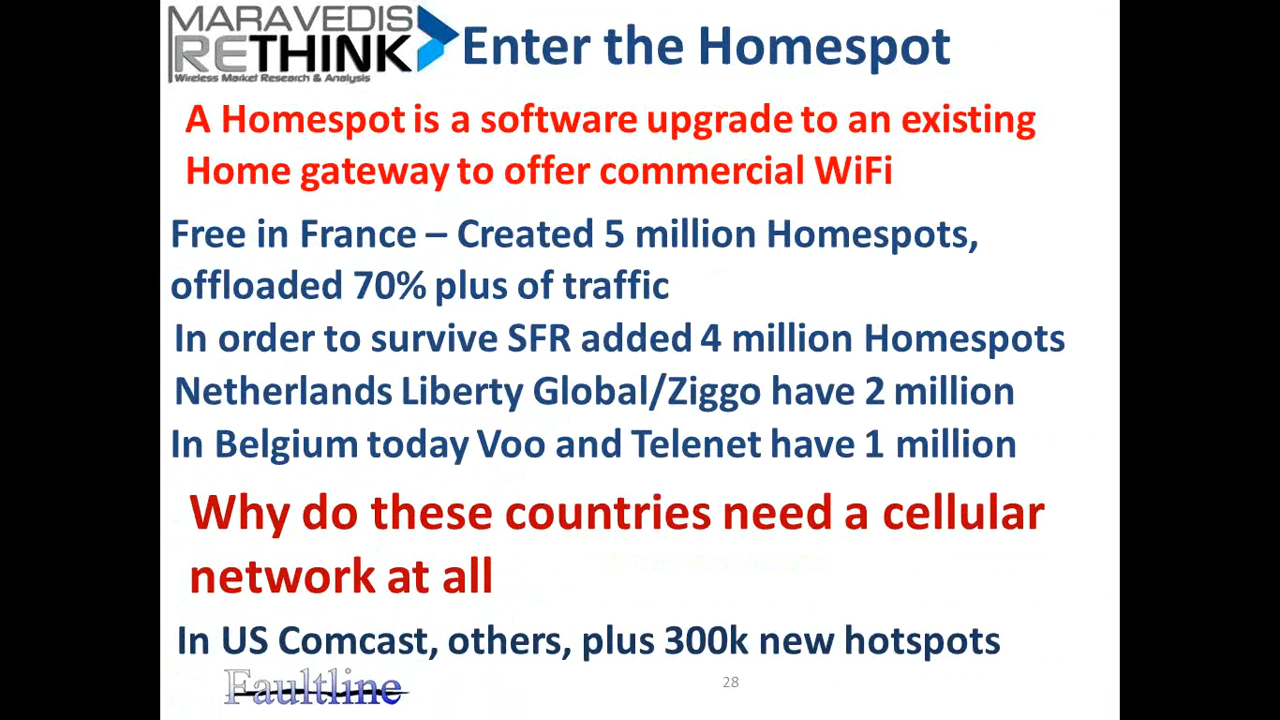 MARAVEDIS
RETHINK
Wireless Market Research & Analysis
Enter the Homespot
A Homespot is a software upgrade to an existing
Home gateway to offer commercial WiFi
Free in France – Created 5 million Homespots,
offloaded 70% plus of traffic
In order to survive SFR added 4 million Homespots
Netherlands Liberty Global/Ziggo have 2 million
In Belgium today Voo and Telenet have 1 million
Why do these countries need a cellular
network at all
In US Comcast, others, plus 300k new hotspots
Faultline
28